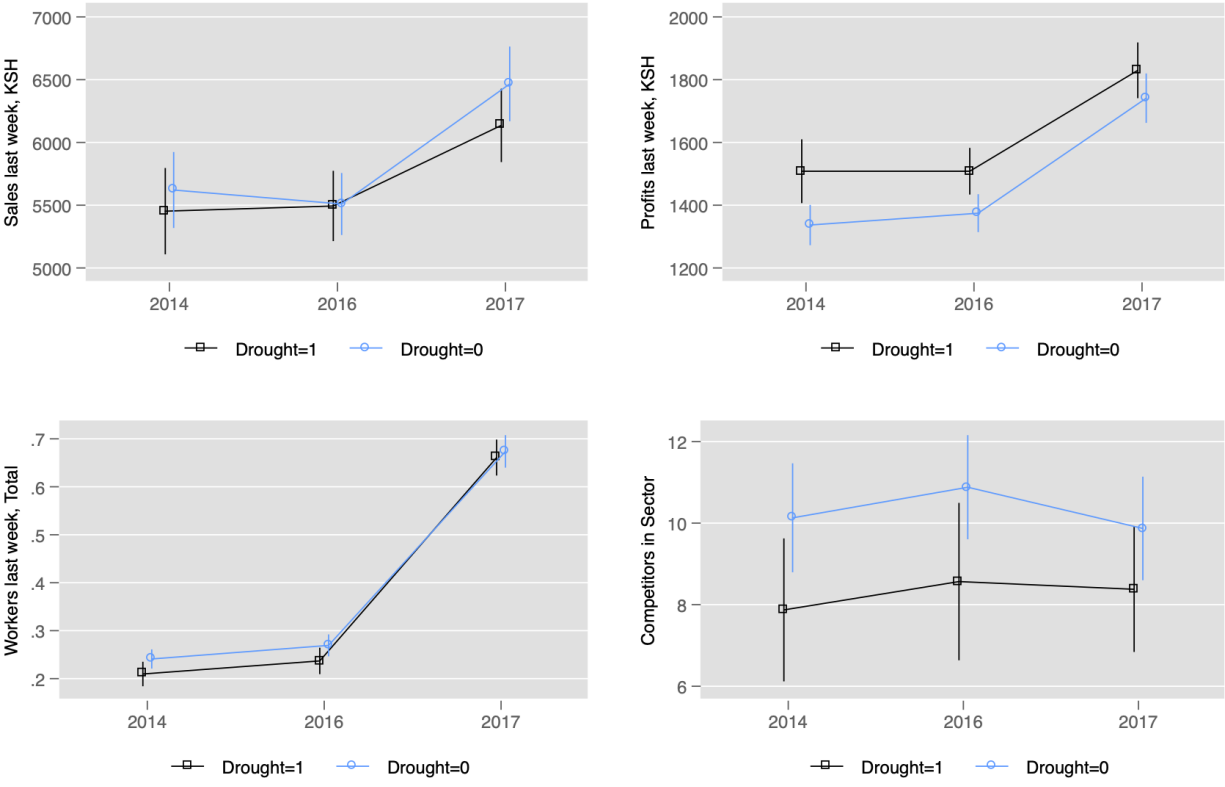 Sales last week, KSH
7000
6500
6000
5500
5000
2014 2016 2017
Drought=1 Drought=0
Profits last week, KSH
2000
1800
1600
1400
1200
2014 2016 2017
Drought=1 Drought=0
Workers last week, Total
.7
.6
.5
.4
.3
.2
2014 2016 2017
Drought=1 Drought=0
Competitors in Sector
12
10
8
6
2014 2016 2017
Drought=1 Drought=0